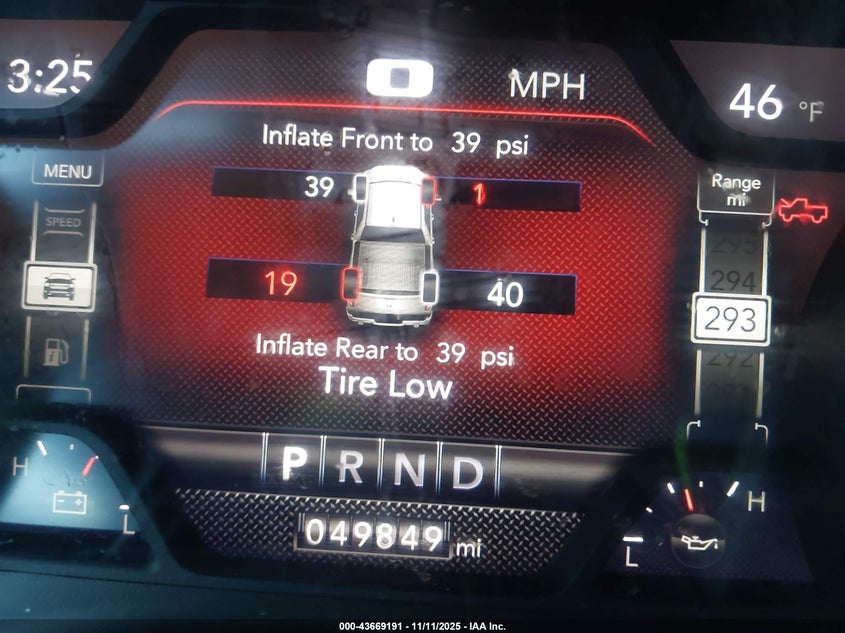 3:25
0 MPH
46 °F
Inflate Front to 39 psi
MENU
Range
mi
39
1
SPEED
295
294
19
40
293
292
Inflate Rear to 39 psi
Tire Low
P R N D
H
H
L
L
049849 mi
000-43669191 - 11/11/2025 - IAA Inc.